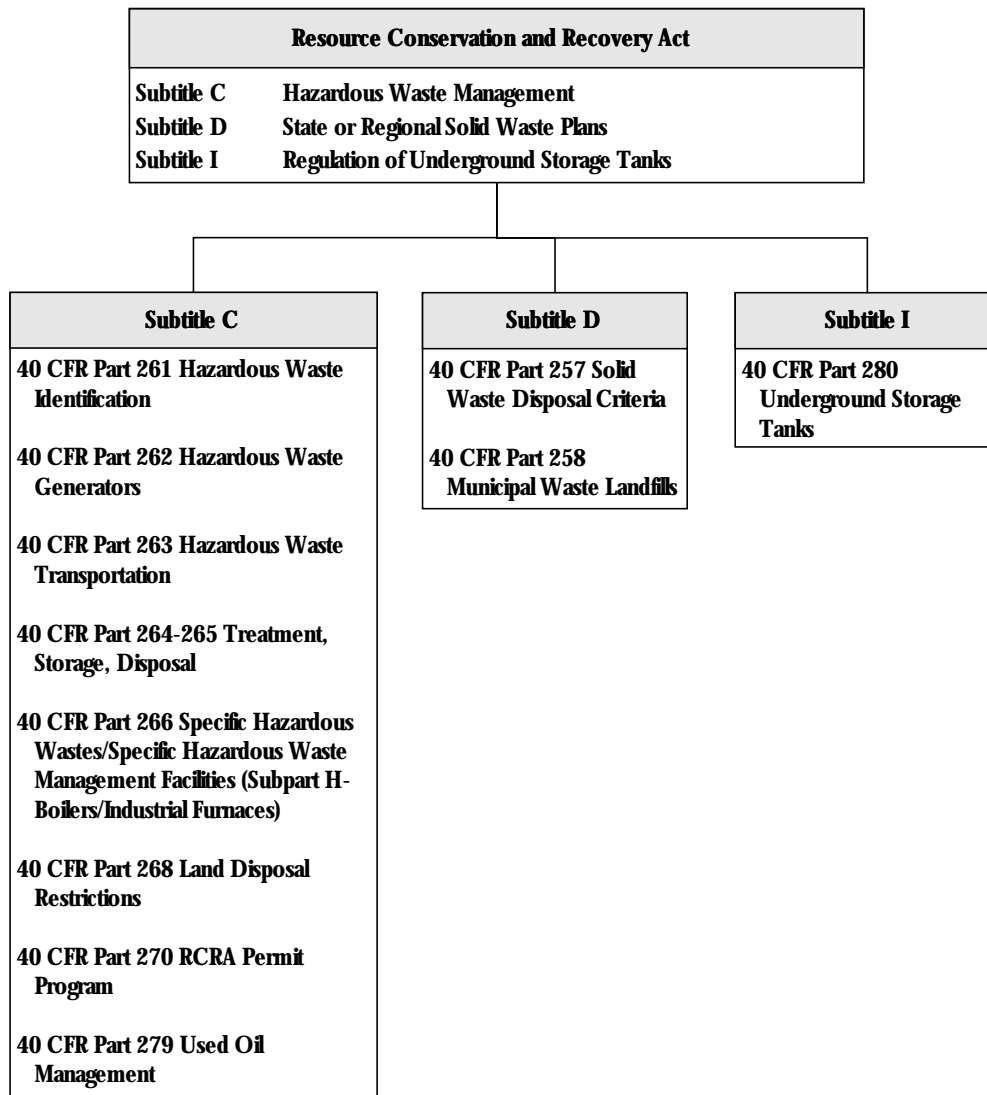 Resource Conservation and Recovery Act
Subtitle C Hazardous Waste Management
Subtitle D State or Regional Solid Waste Plans
Subtitle I Regulation of Underground Storage Tanks
Subtitle C
40 CFR Part 261 Hazardous Waste
Identification
40 CFR Part 262 Hazardous Waste
Generators
40 CFR Part 263 Hazardous Waste
Transportation
40 CFR Part 264-265 Treatment,
Storage, Disposal
40 CFR Part 266 Specific Hazardous
Wastes/Specific Hazardous Waste
Management Facilities (Subpart H-
Boilers/Industrial Furnaces)
40 CFR Part 268 Land Disposal
Restrictions
40 CFR Part 270 RCRA Permit
Program
40 CFR Part 279 Used Oil
Management
Subtitle D
40 CFR Part 257 Solid
Waste Disposal Criteria
40 CFR Part 258
Municipal Waste Landfills
Subtitle I
40 CFR Part 280
Underground Storage
Tanks